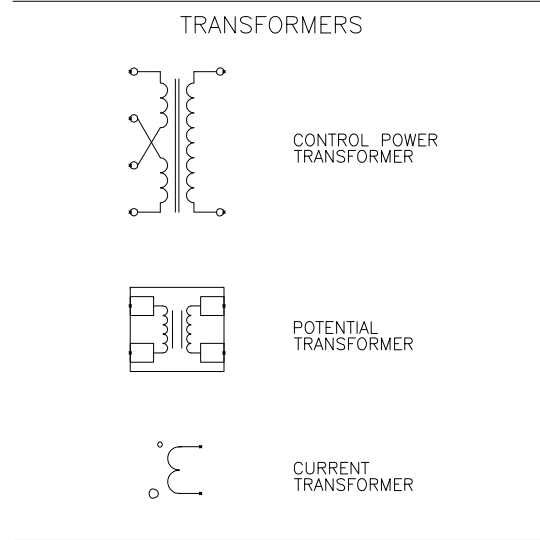 TRANSFORMERS
CONTROL POWER
TRANSFORMER
POTENTIAL
TRANSFORMER
CURRENT
TRANSFORMER